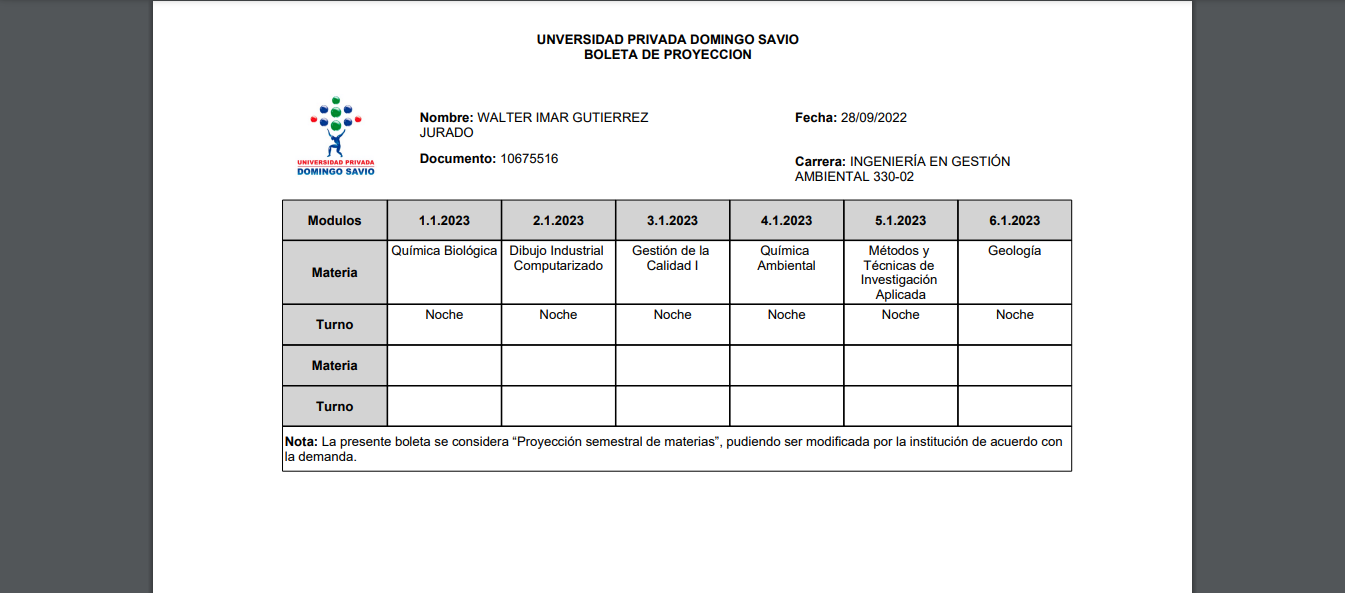 UNVERSIDAD PRIVADA DOMINGO SAVIO
BOLETA DE PROYECCION
UNIVERSIDAD PRIVADA
DOMINGO SAVIO
Nombre: WALTER IMAR GUTIERREZ
JURADO
Documento: 10675516
Fecha: 28/09/2022
Carrera: INGENIERÍA EN GESTIÓN
AMBIENTAL 330-02
Modulos 1.1.2023 2.1.2023 3.1.2023 4.1.2023 5.1.2023 6.1.2023
Materia
Química Biológica
Dibujo Industrial
Computarizado
Gestión de la
Calidad I
Química
Ambiental
Métodos y
Técnicas de
Investigación
Aplicada
Geología
Turno Noche Noche Noche Noche Noche Noche
Materia
Turno
Nota: La presente boleta se considera “Proyección semestral de materias”, pudiendo ser modificada por la institución de acuerdo con
la demanda.